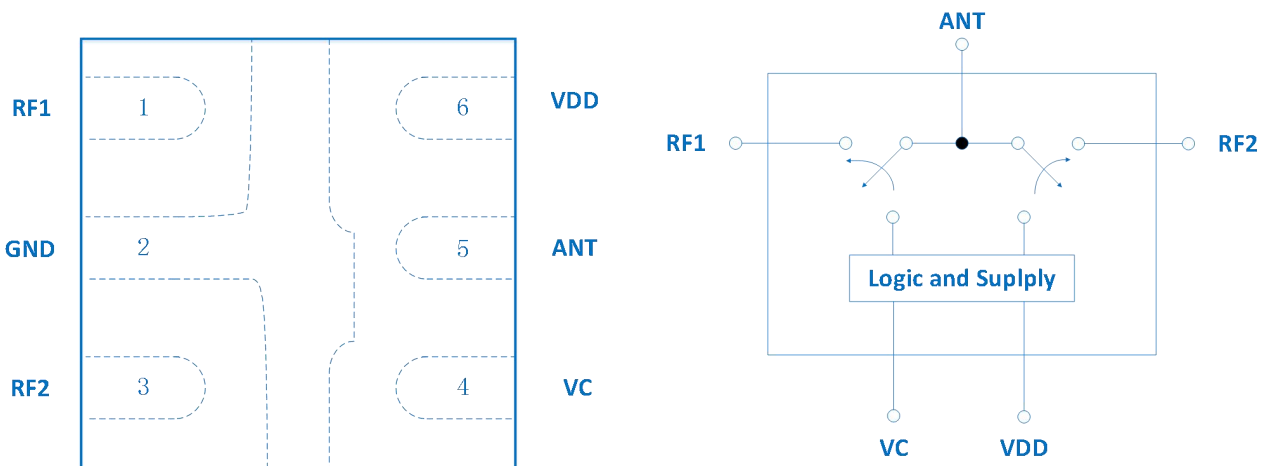 RF1 1 6 VDD
GND 2 5 ANT
RF2 3 4 VC
ANT
RF1 RF2
Logic and Suplply
VC VDD